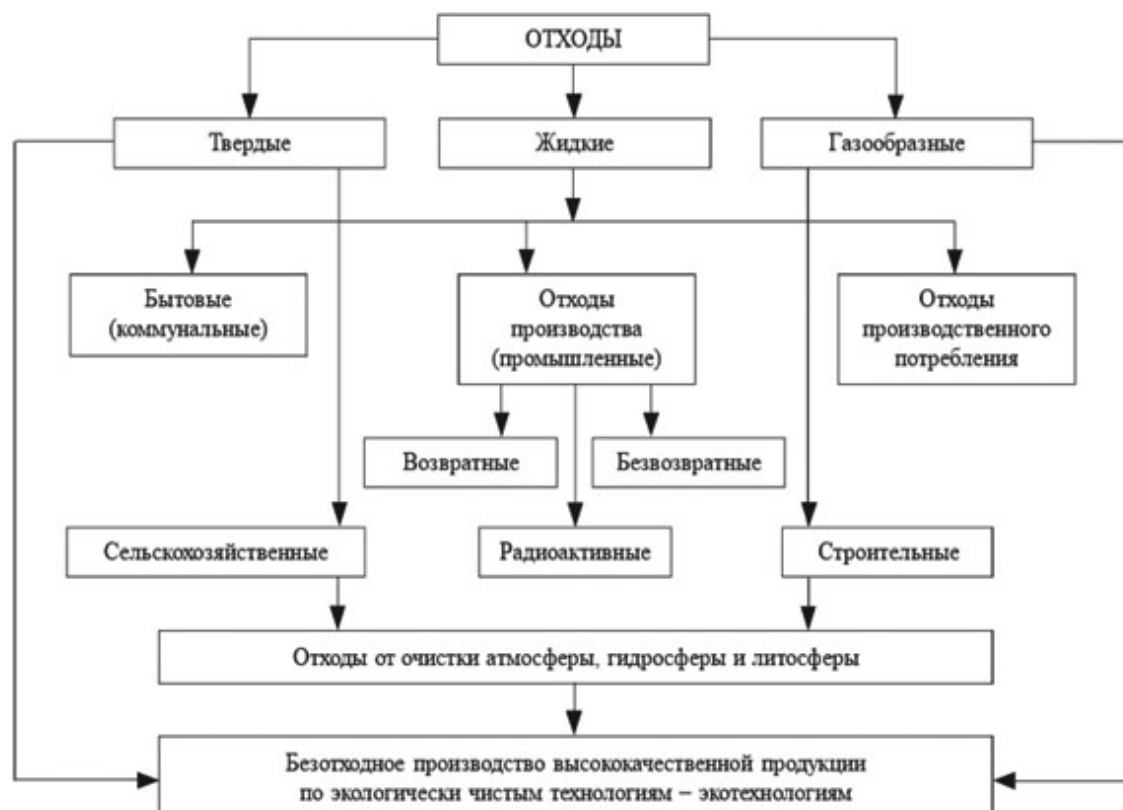 ОТХОДЫ
Твердые
Жидкие
Газообразные
Бытовые
(коммунальные)
Отходы
производства
(промышленные)
Отходы
производственного
потребления
Возвратные
Безвозвратные
Сельскохозяйственные
Радиоактивные
Строительные
Отходы от очистки атмосферы, гидросферы и литосферы
Безотходное производство высококачественной продукции
по экологически чистым технологиям – экотехнологиям